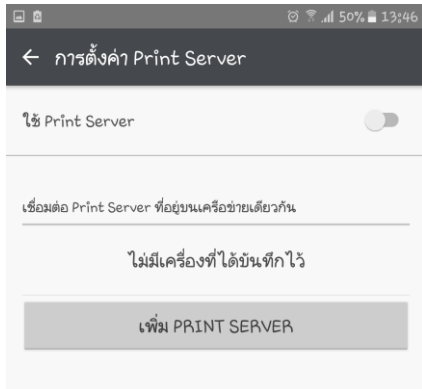 50% 13:46
← การตั้งค่า Print Server
ใช้ Print Server
เชื่อมต่อ Print Server ที่อยู่บนเครือข่ายเดียวกัน
ไม่มีเครื่องที่ได้บันทึกไว้
เพิ่ม PRINT SERVER